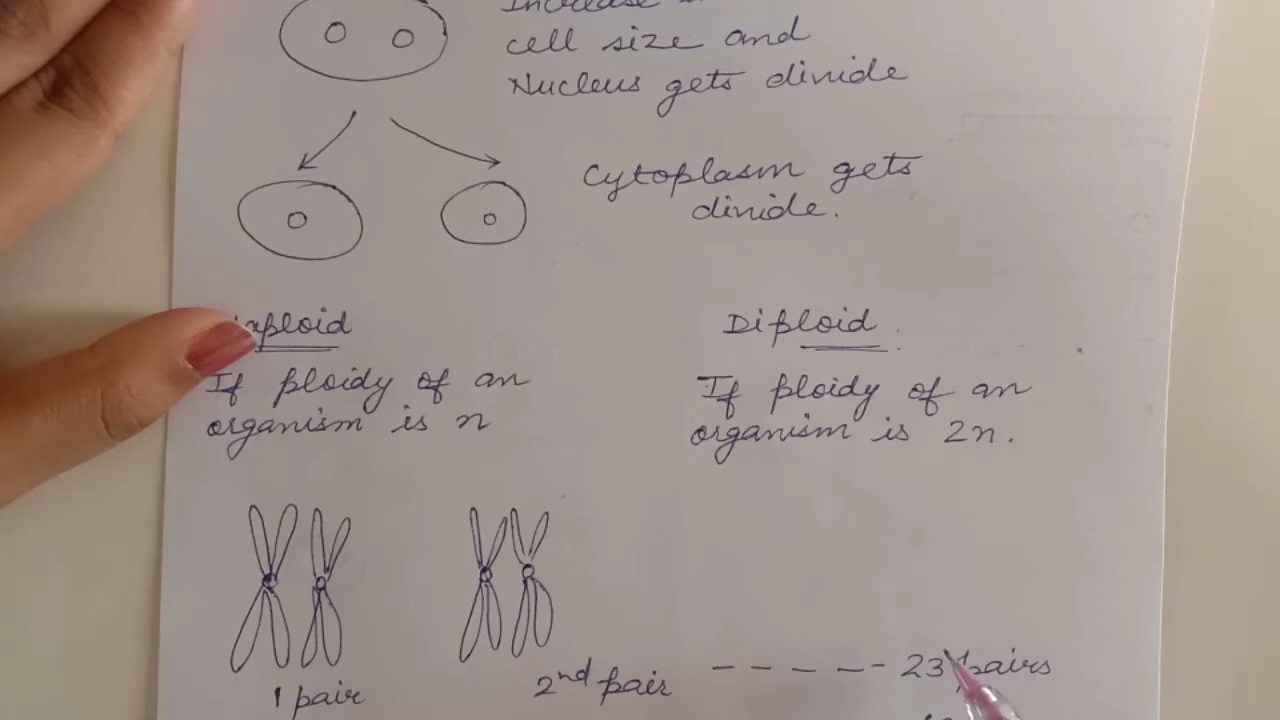 Increase
cell size and
Nucleus gets divide
Cytoplasm gets
divide.
Diploid
If ploidy of an
organism is n
If ploidy of an
organism is 2n.
1 pair
2nd pair
- - - - - 23 pairs